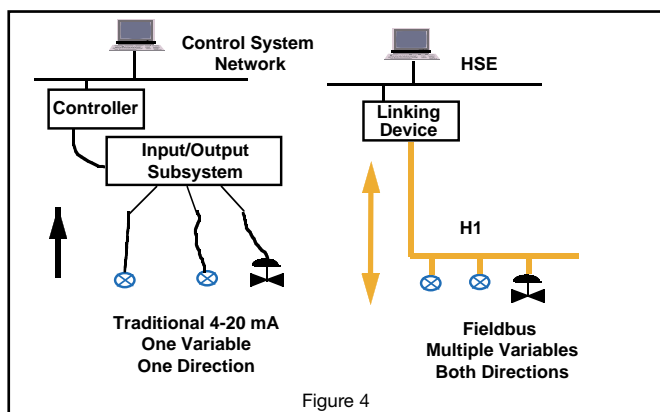 Control System
Network
Controller
Input/Output
Subsystem
Traditional 4-20 mA
One Variable
One Direction
HSE
Linking
Device
H1
Fieldbus
Multiple Variables
Both Directions
Figure 4